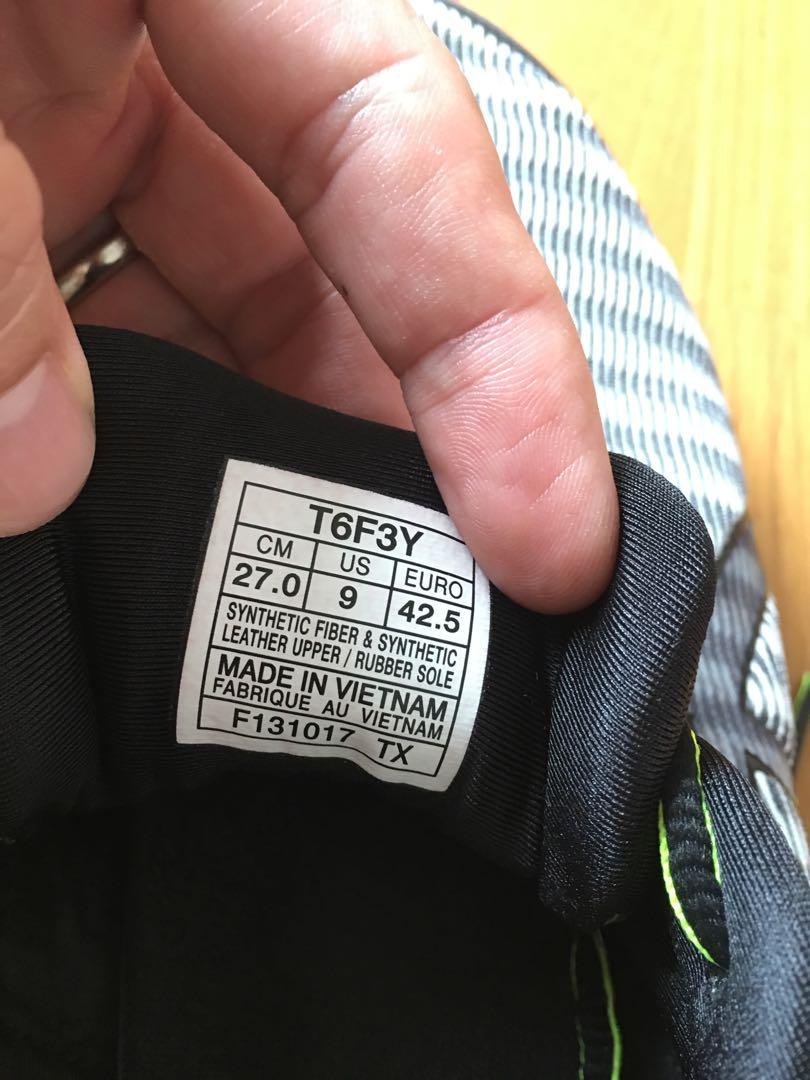 T6F3Y
CM US EURO
27.0 9 42.5
SYNTHETIC FIBER & SYNTHETIC
LEATHER UPPER / RUBBER SOLE
MADE IN VIETNAM
FABRIQUE AU VIETNAM
F131017 TX